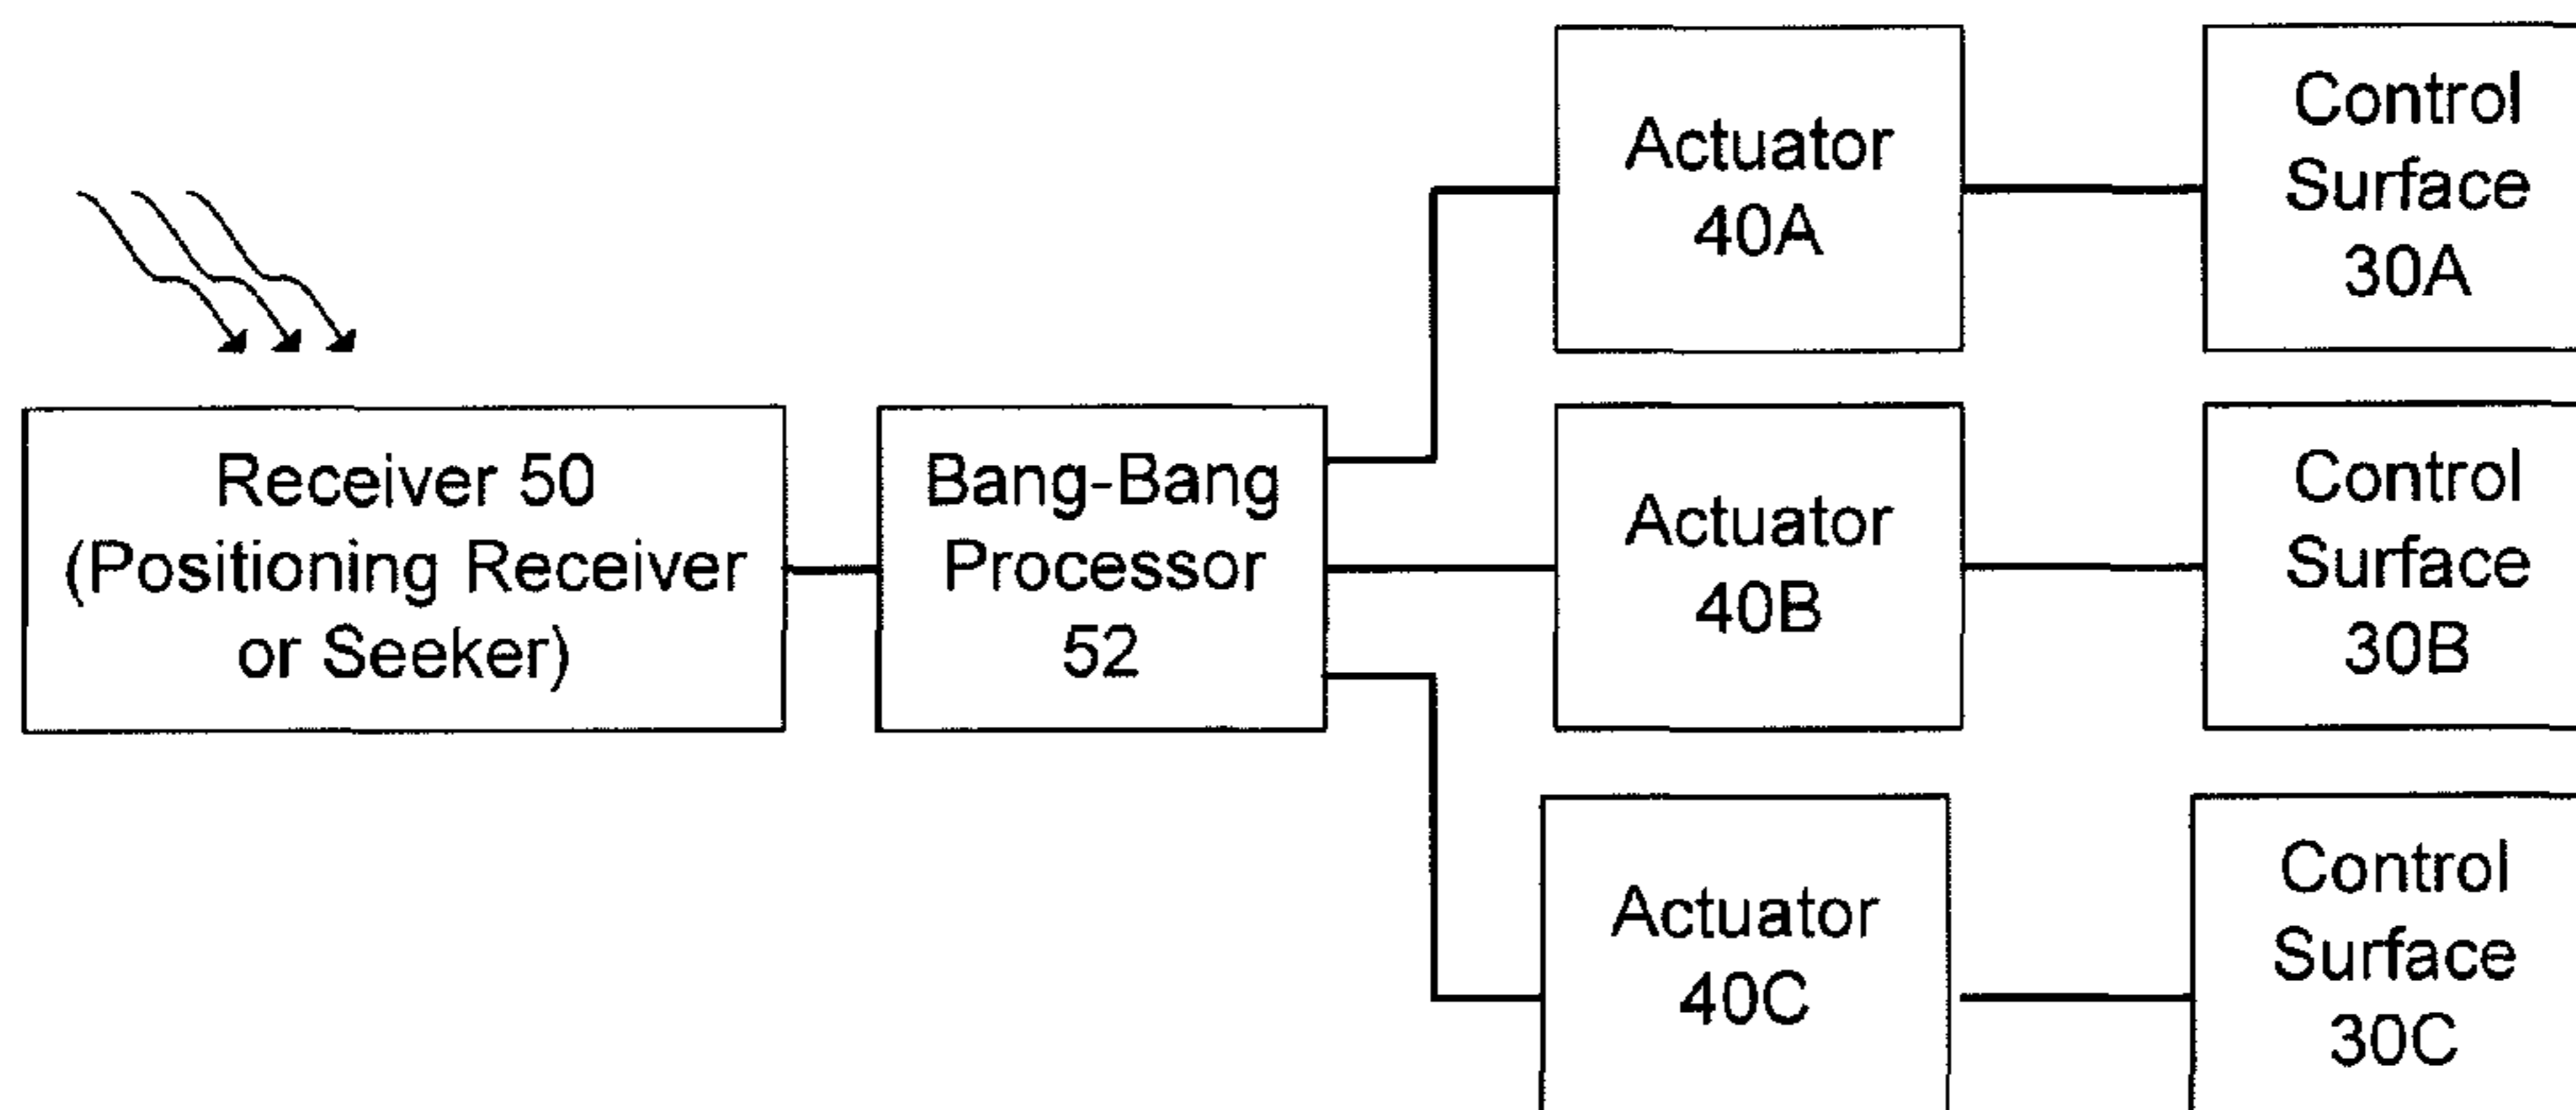 Receiver 50
(Positioning Receiver
or Seeker)
Bang-Bang
Processor
52
Actuator
40A
Control
Surface
30A
Actuator
40B
Control
Surface
30B
Actuator
40C
Control
Surface
30C